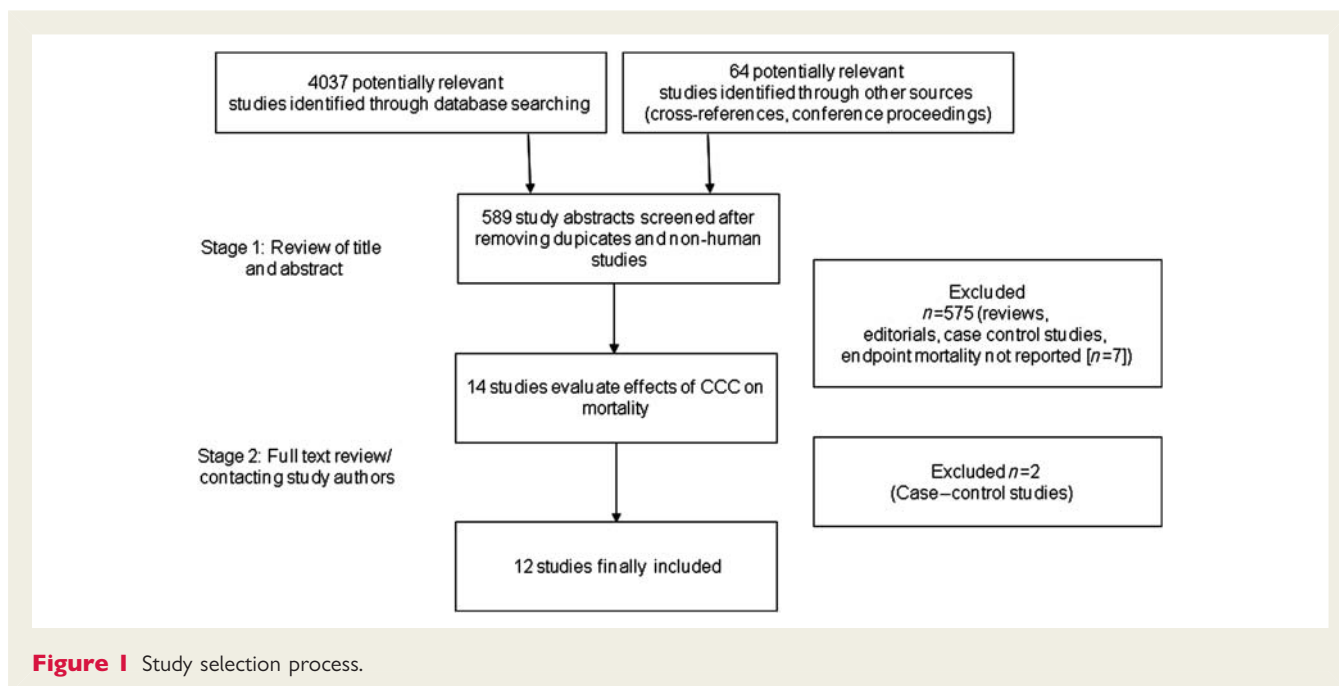 4037 potentially relevant
studies identified through database searching
64 potentially relevant
studies identified through other sources
(cross-references, conference proceedings)
589 study abstracts screened after
removing dupicates and non-human
studies
Stage 1: Review of title
and abstract
Excluded
n=575 (reviews,
editorials, case control studies,
endpoint mortality not reported [n=7])
14 studies evaluate effects of CCC on
mortality
Stage 2: Full text review/
contacting study authors
Excluded n=2
(Case–control studies)
12 studies finally included
Figure 1 Study selection process.